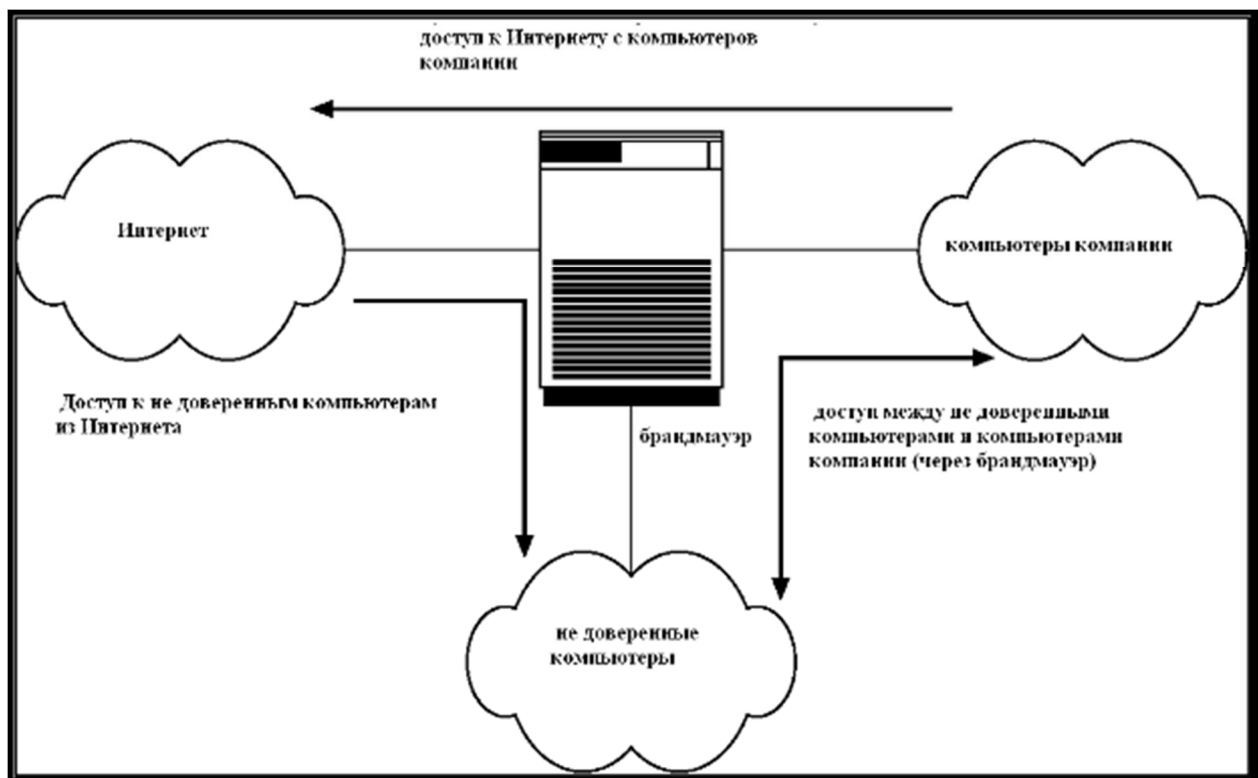 доступ к Интернету с компьютеров
компании
Интернет
компьютеры компании
Доступ к не доверенным компьютерам
из Интернета
брандмауэр
доступ между не доверенными
компьютерами и компьютерами
компании (через брандмауэр)
не доверенные
компьютеры